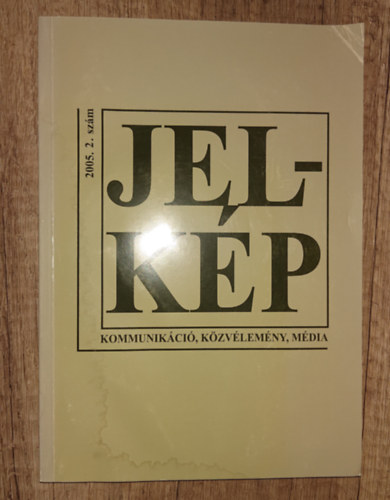 2005. 2. szám
JEL-
KÉP
KOMMUNIKÁCIÓ, KÖZVÉLEMÉNY, MÉDIA